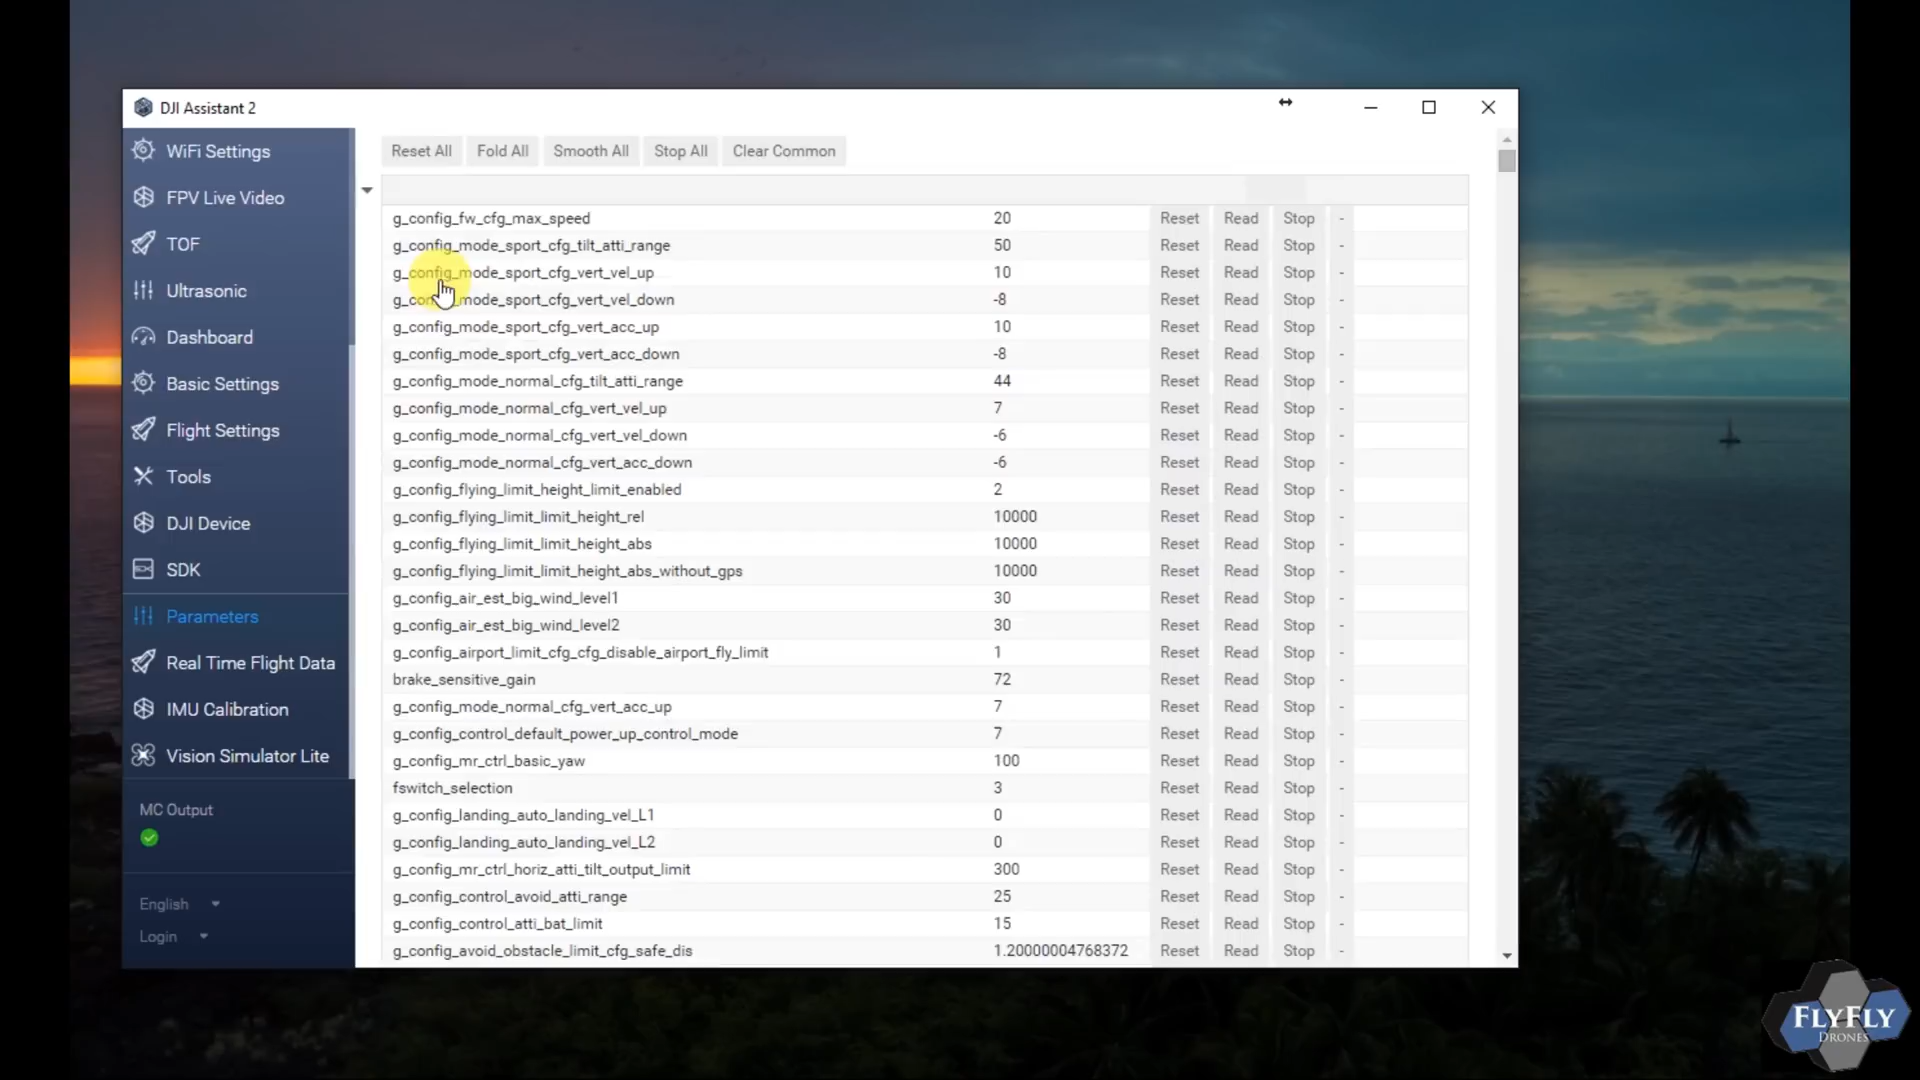 DJI Assistant 2
WiFi Settings
FPV Live Video
TOF
Ultrasonic
Dashboard
Basic Settings
Flight Settings
Tools
DJI Device
SDK
Parameters
Real Time Flight Data
IMU Calibration
Vision Simulator Lite
MC Output
English
Login
Reset All Fold All Smooth All Stop All Clear Common
g_config_fw_cfg_max_speed 20 Reset Read Stop -
g_config_mode_sport_cfg_tilt_atti_range 50 Reset Read Stop -
g_config_mode_sport_cfg_vert_vel_up 10 Reset Read Stop -
g_config_mode_sport_cfg_vert_vel_down -8 Reset Read Stop -
g_config_mode_sport_cfg_vert_acc_up 10 Reset Read Stop -
g_config_mode_sport_cfg_vert_acc_down -8 Reset Read Stop -
g_config_mode_normal_cfg_tilt_atti_range 44 Reset Read Stop -
g_config_mode_normal_cfg_vert_vel_up 7 Reset Read Stop -
g_config_mode_normal_cfg_vert_vel_down -6 Reset Read Stop -
g_config_mode_normal_cfg_vert_acc_down -6 Reset Read Stop -
g_config_flying_limit_height_limit_enabled 2 Reset Read Stop -
g_config_flying_limit_limit_height_rel 10000 Reset Read Stop -
g_config_flying_limit_limit_height_abs 10000 Reset Read Stop -
g_config_flying_limit_limit_height_abs_without_gps 10000 Reset Read Stop -
g_config_air_est_big_wind_level1 30 Reset Read Stop -
g_config_air_est_big_wind_level2 30 Reset Read Stop -
g_config_airport_limit_cfg_cfg_disable_airport_fly_limit 1 Reset Read Stop -
brake_sensitive_gain 72 Reset Read Stop -
g_config_mode_normal_cfg_vert_acc_up 7 Reset Read Stop -
g_config_control_default_power_up_control_mode 7 Reset Read Stop -
g_config_mr_ctrl_basic_yaw 100 Reset Read Stop -
fswitch_selection 3 Reset Read Stop -
g_config_landing_auto_landing_vel_L1 0 Reset Read Stop -
g_config_landing_auto_landing_vel_L2 0 Reset Read Stop -
g_config_mr_ctrl_horiz_atti_tilt_output_limit 300 Reset Read Stop -
g_config_control_avoid_atti_range 25 Reset Read Stop -
g_config_control_atti_bat_limit 15 Reset Read Stop -
g_config_avoid_obstacle_limit_cfg_safe_dis 1.20000004768372 Reset Read Stop -
FLYFLY
DRONES